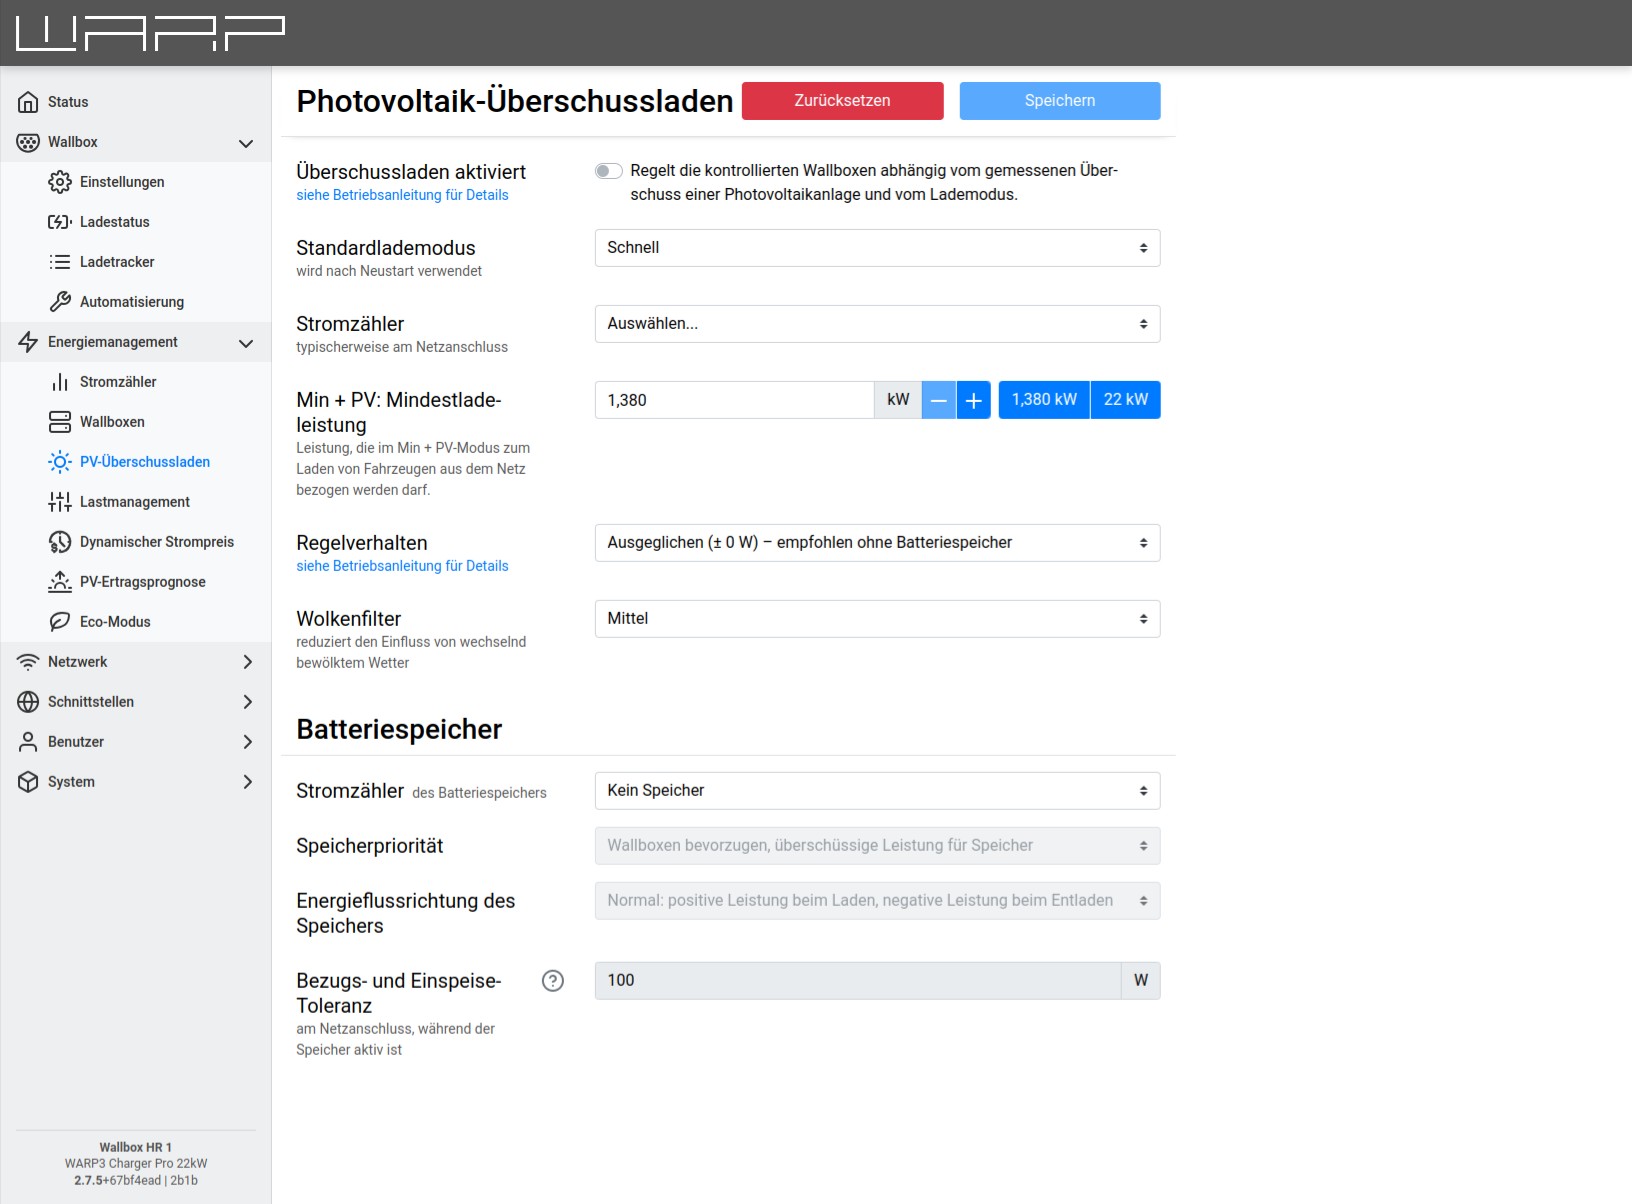 WARP
Status
Wallbox
Einstellungen
Ladestatus
Ladetracker
Automatisierung
Energiemanagement
Stromzähler
Wallboxen
PV-Überschussladen
Lastmanagement
Dynamischer Strompreis
PV-Ertragsprognose
Eco-Modus
Netzwerk
Schnittstellen
Benutzer
System
Wallbox HR 1
WARP3 Charger Pro 22kW
2.7.5+67bf4ead | 2b1b
Photovoltaik-Überschussladen
Zurücksetzen
Speichern
Überschussladen aktiviert
siehe Betriebsanleitung für Details
Regelt die kontrollierten Wallboxen abhängig vom gemessenen Über-
schuss einer Photovoltaikanlage und vom Lademodus.
Standardlademodus
wird nach Neustart verwendet
Schnell
Stromzähler
typischerweise am Netzanschluss
Auswählen...
Min + PV: Mindestlade-
leistung
Leistung, die im Min + PV-Modus zum
Laden von Fahrzeugen aus dem Netz
bezogen werden darf.
1,380 kW − + 1,380 kW 22 kW
Regelverhalten
siehe Betriebsanleitung für Details
Ausgeglichen (± 0 W) – empfohlen ohne Batteriespeicher
Wolkenfilter
reduziert den Einfluss von wechselnd
bewölktem Wetter
Mittel
Batteriespeicher
Stromzähler des Batteriespeichers
Kein Speicher
Speicherpriorität
Wallboxen bevorzugen, überschüssige Leistung für Speicher
Energieflussrichtung des
Speichers
Normal: positive Leistung beim Laden, negative Leistung beim Entladen
Bezugs- und Einspeise-
Toleranz
am Netzanschluss, während der
Speicher aktiv ist
?
100 W